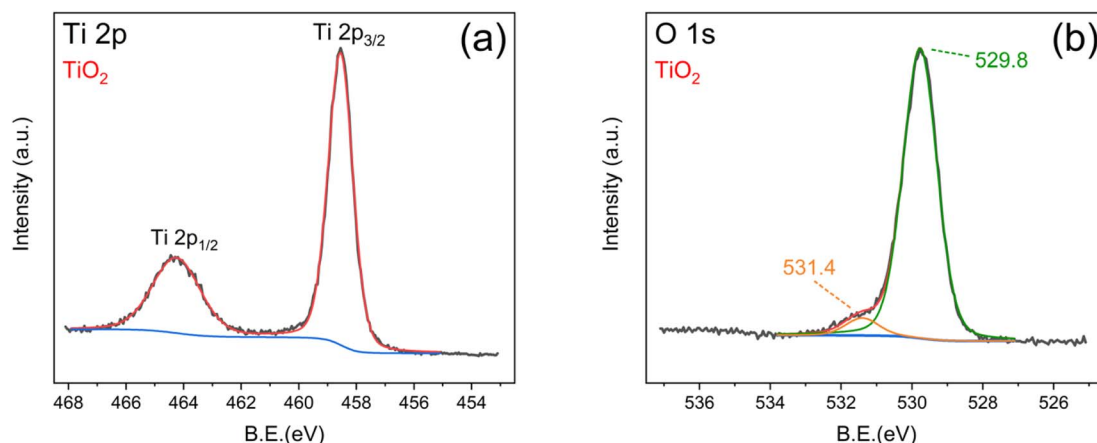 Ti 2p
TiO₂
Ti 2p₃/₂
(a)
Ti 2p₁/₂
Intensity (a.u.)
468 466 464 462 460 458 456 454
B.E.(eV)
O 1s
TiO₂
(b)
529.8
531.4
Intensity (a.u.)
536 534 532 530 528 526
B.E.(eV)